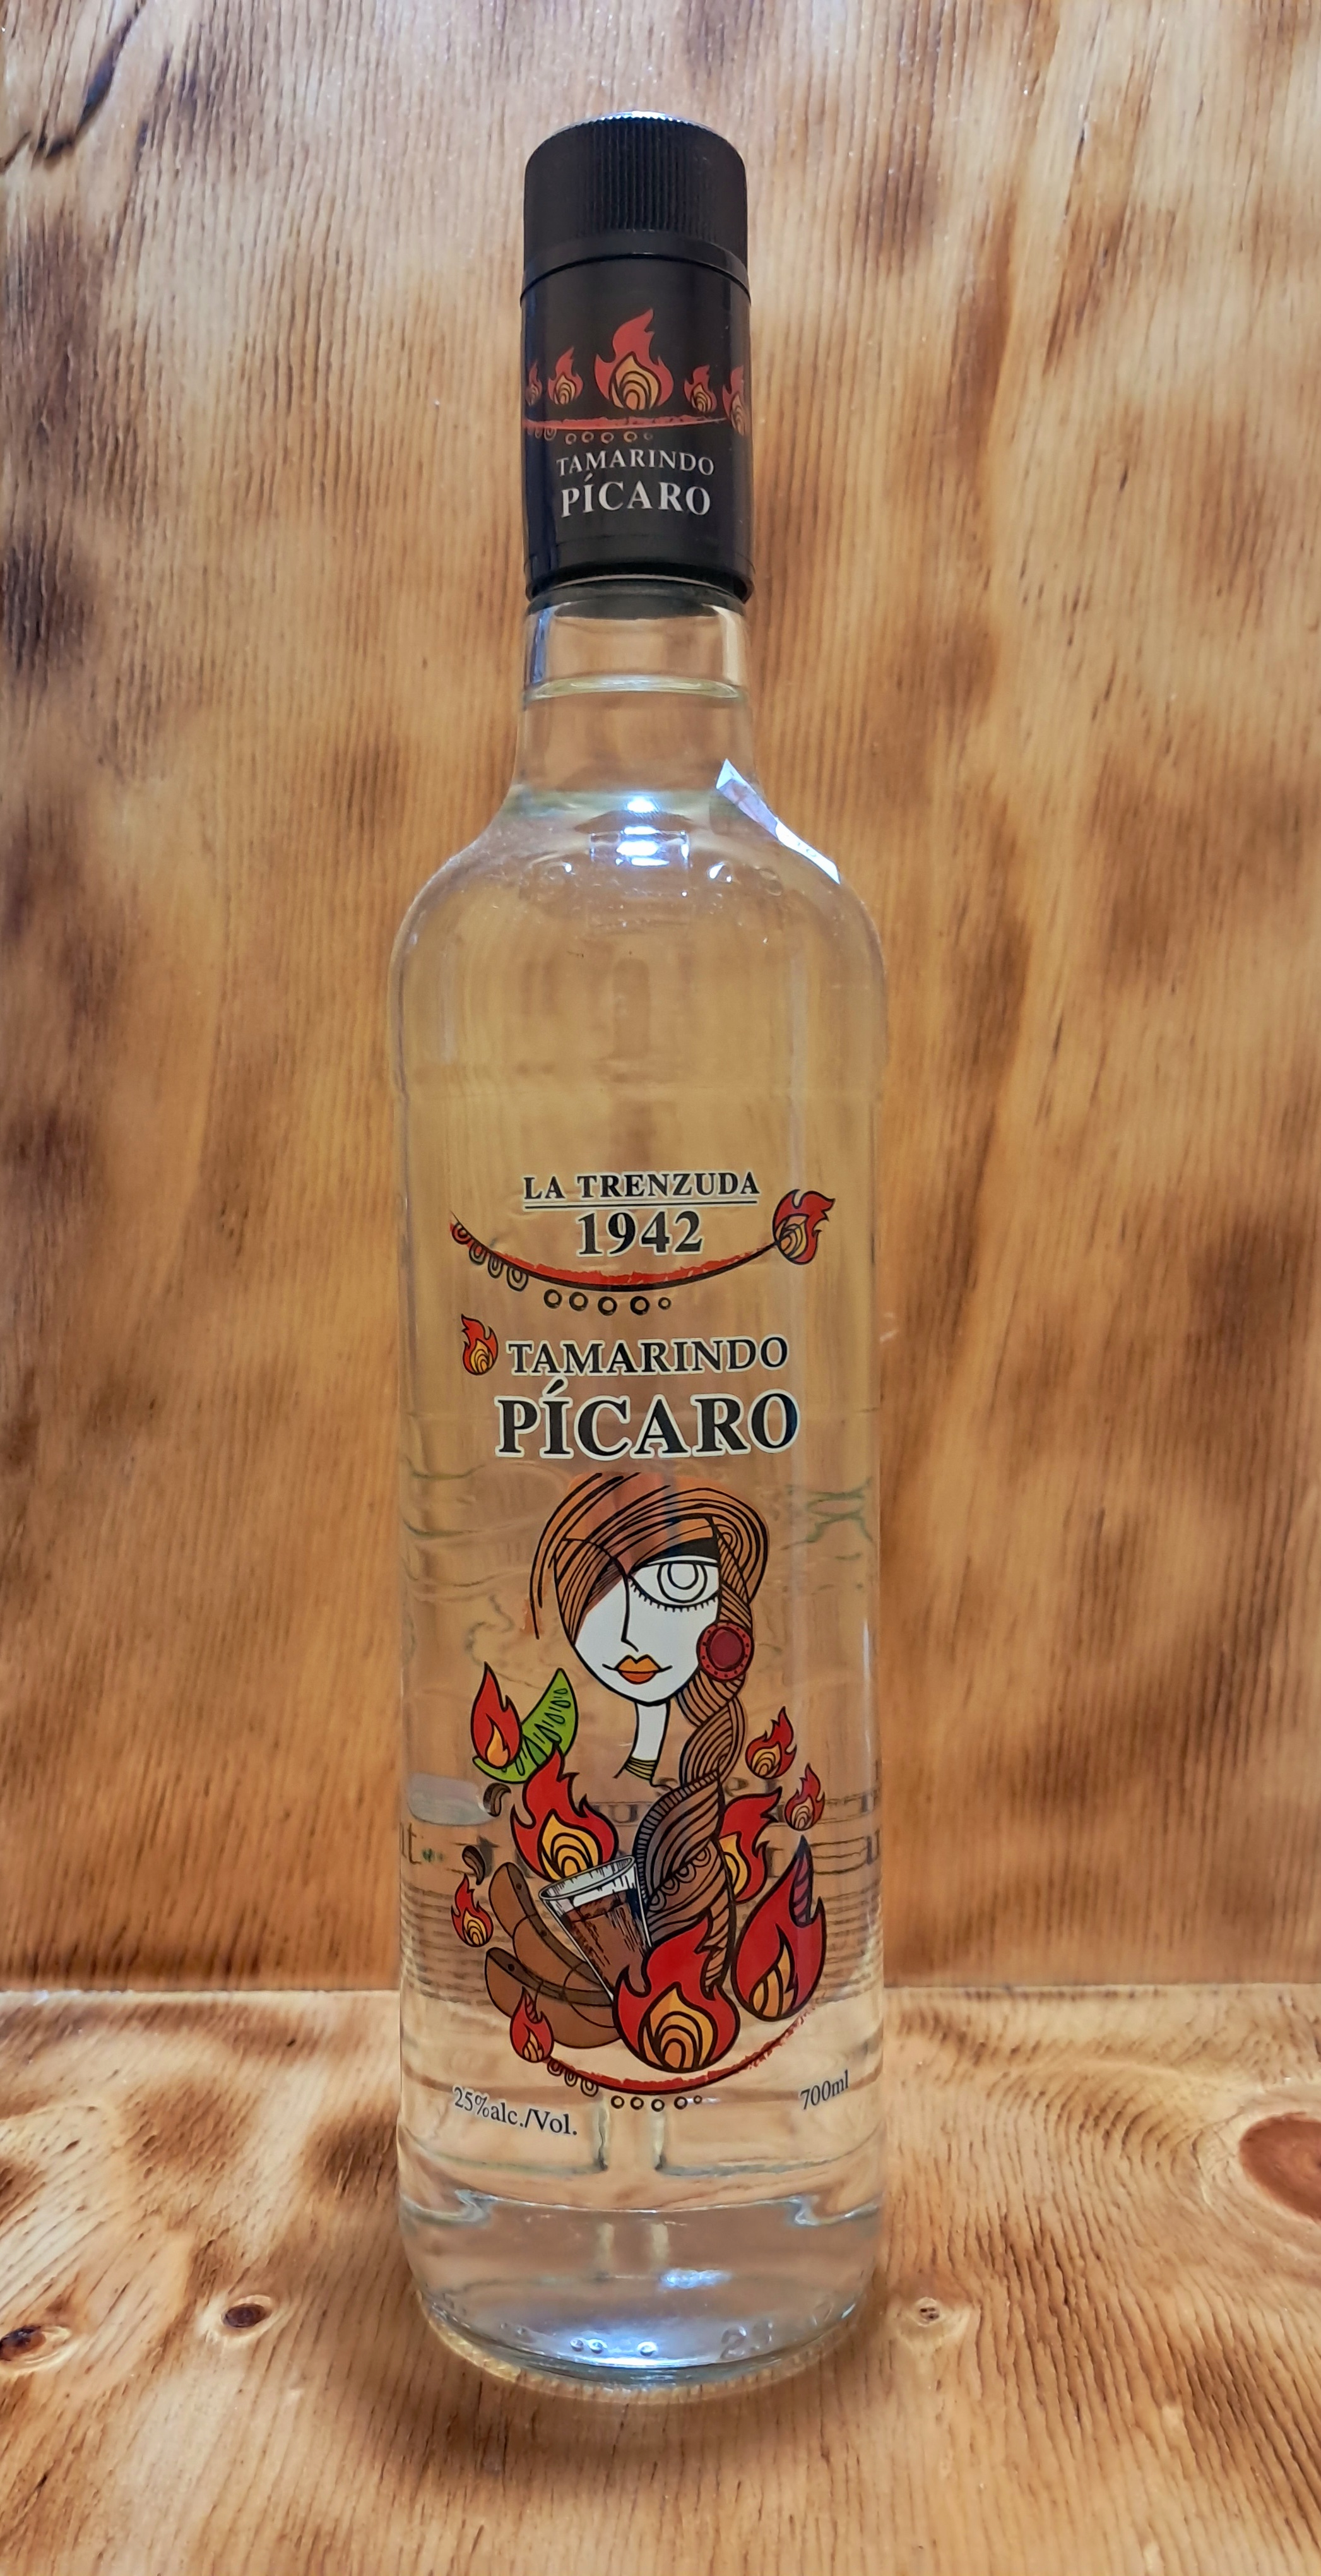 TAMARINDO
PÍCARO
LA TRENZUDA
1942
TAMARINDO
PÍCARO
25%alc./Vol.
700ml